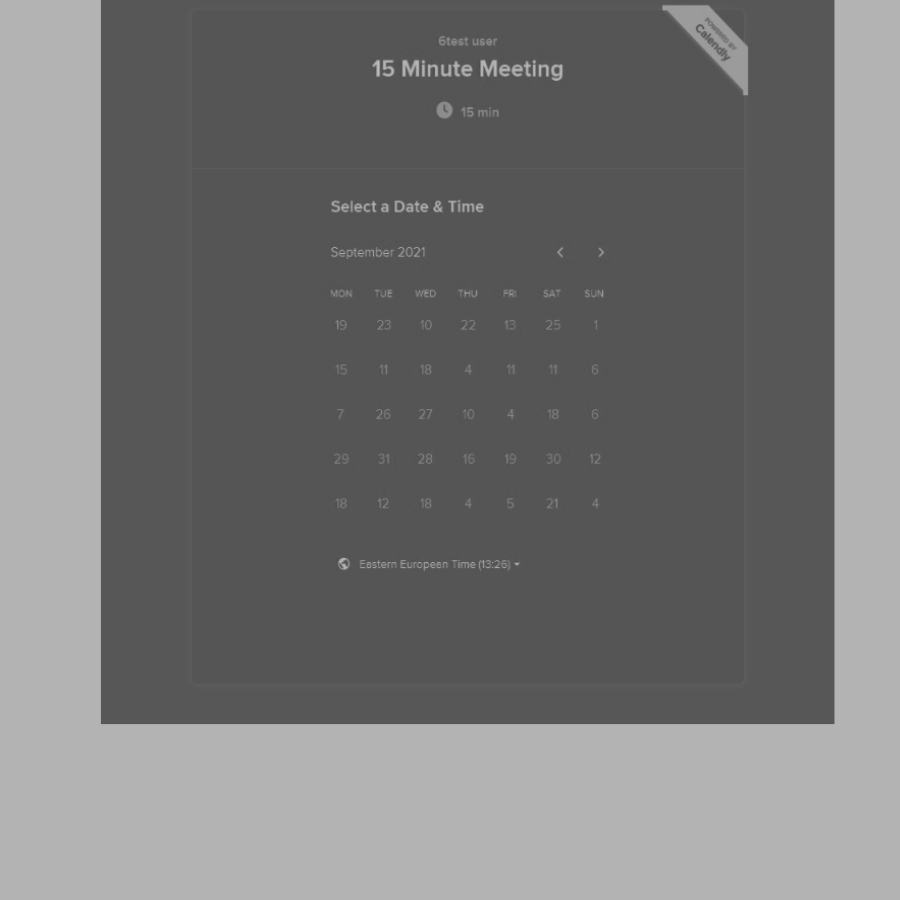 6test user
15 Minute Meeting
15 min
POWERED BY
Calendly
Select a Date & Time
September 2021
MON TUE WED THU FRI SAT SUN
19 23 10 22 13 25 1
15 11 18 4 11 11 6
7 26 27 10 4 18 6
29 31 28 16 19 30 12
18 12 18 4 5 21 4
Eastern European Time (13:26)